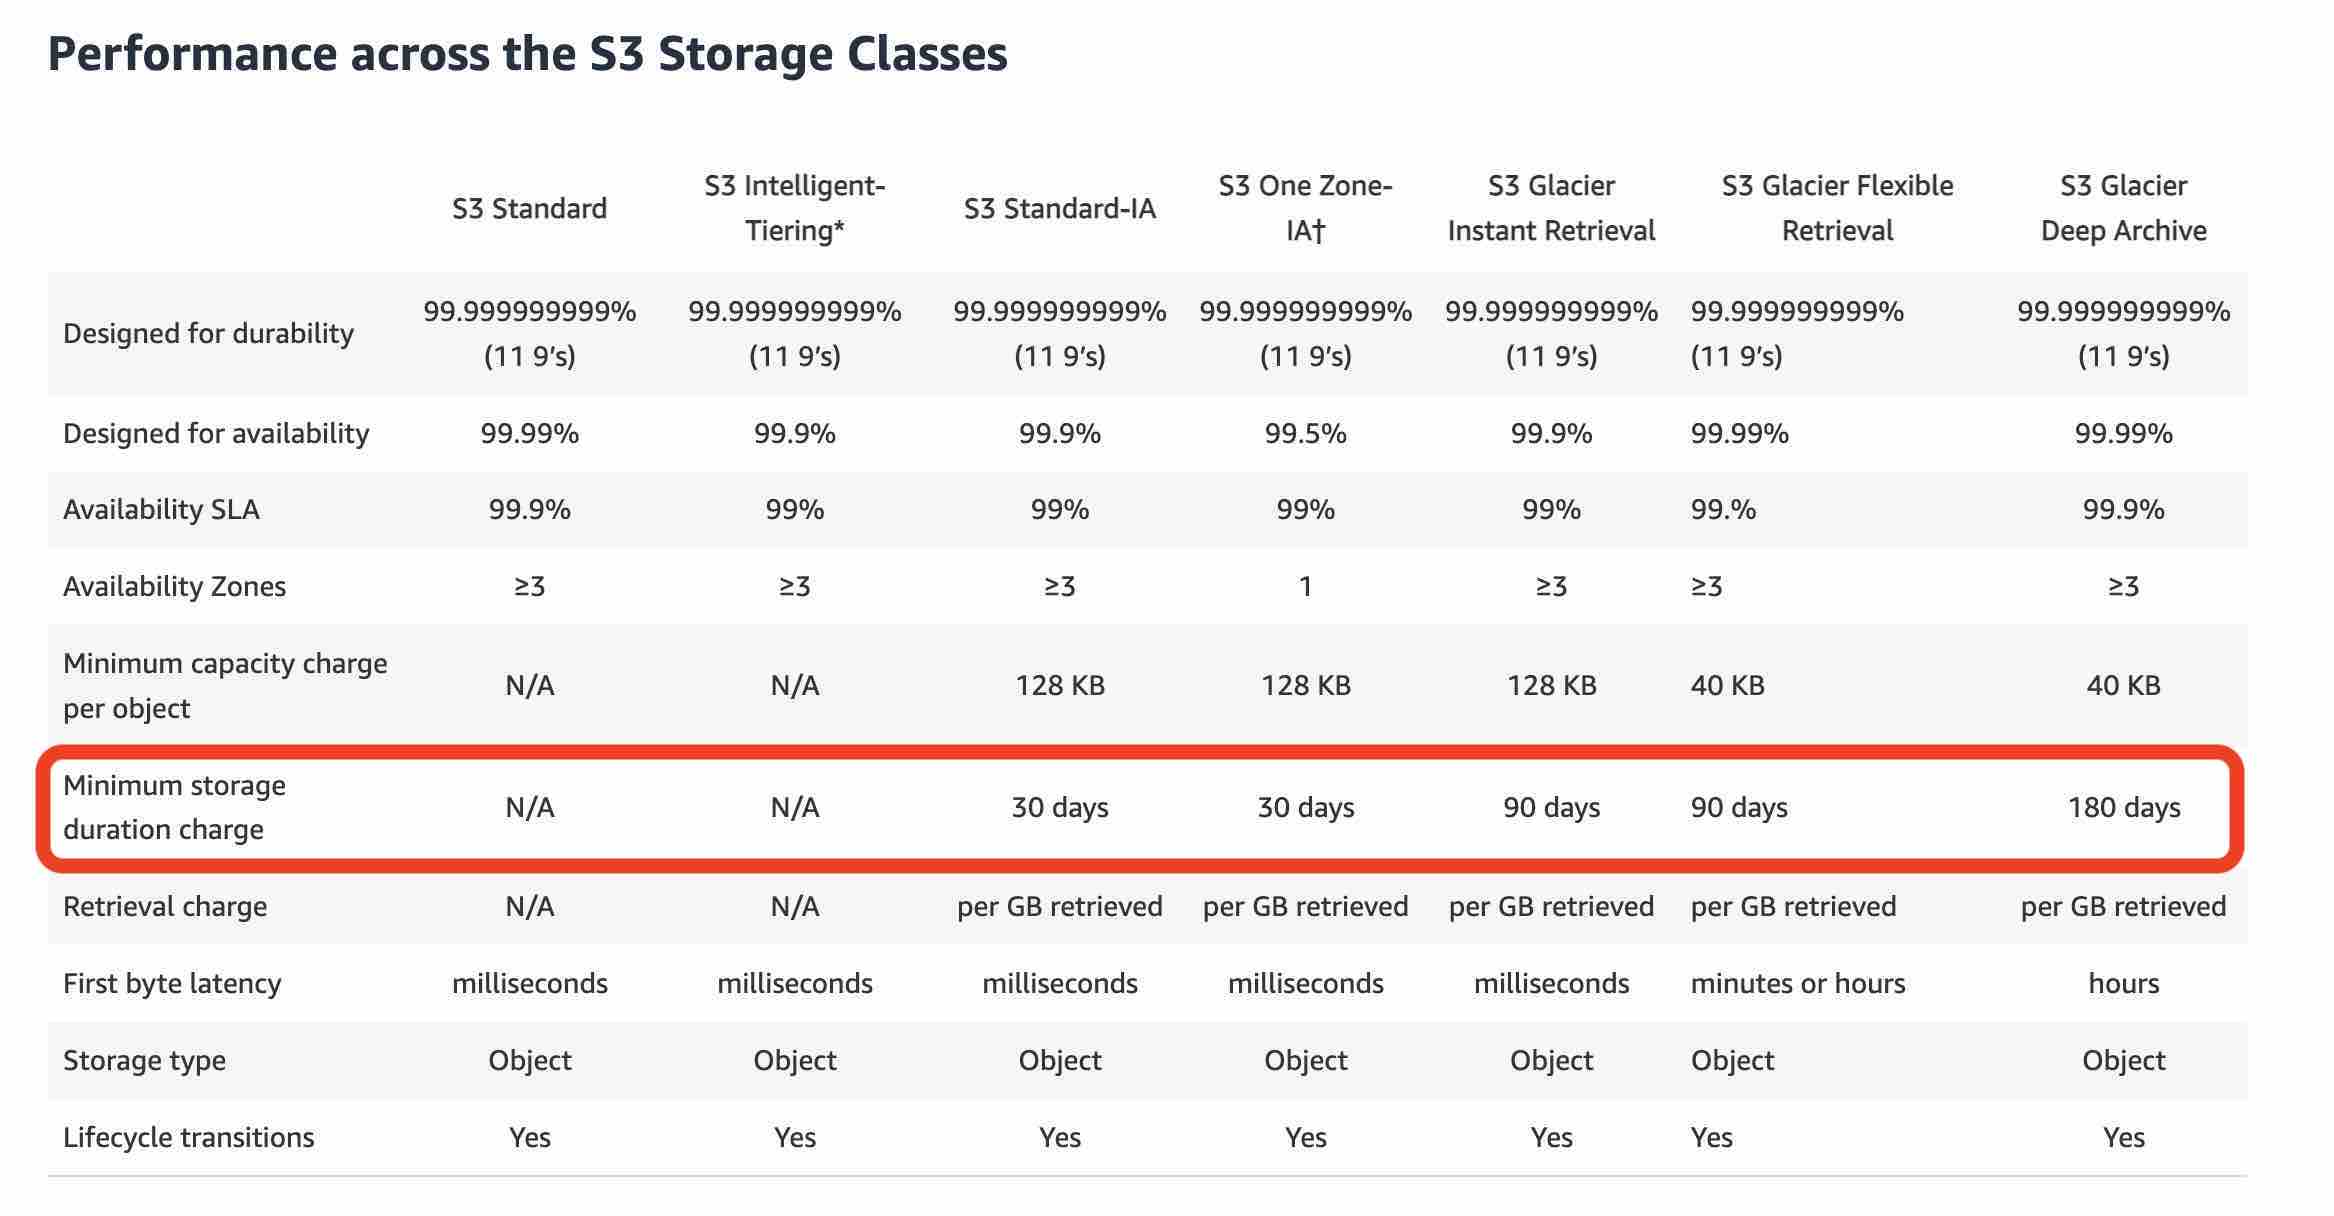 Performance across the S3 Storage Classes
S3 Standard
S3 Intelligent-
Tiering*
S3 Standard-IA
S3 One Zone-
IA†
S3 Glacier
Instant Retrieval
S3 Glacier Flexible
Retrieval
S3 Glacier
Deep Archive
Designed for durability
99.999999999%
(11 9’s)
99.999999999%
(11 9’s)
99.999999999%
(11 9’s)
99.999999999%
(11 9’s)
99.999999999%
(11 9’s)
99.999999999%
(11 9’s)
99.999999999%
(11 9’s)
Designed for availability 99.99% 99.9% 99.9% 99.5% 99.9% 99.99% 99.99%
Availability SLA 99.9% 99% 99% 99% 99% 99.% 99.9%
Availability Zones ≥3 ≥3 ≥3 1 ≥3 ≥3 ≥3
Minimum capacity charge
per object
N/A N/A 128 KB 128 KB 128 KB 40 KB 40 KB
Minimum storage
duration charge
N/A N/A 30 days 30 days 90 days 90 days 180 days
Retrieval charge N/A N/A per GB retrieved per GB retrieved per GB retrieved per GB retrieved per GB retrieved
First byte latency milliseconds milliseconds milliseconds milliseconds milliseconds minutes or hours hours
Storage type Object Object Object Object Object Object Object
Lifecycle transitions Yes Yes Yes Yes Yes Yes Yes